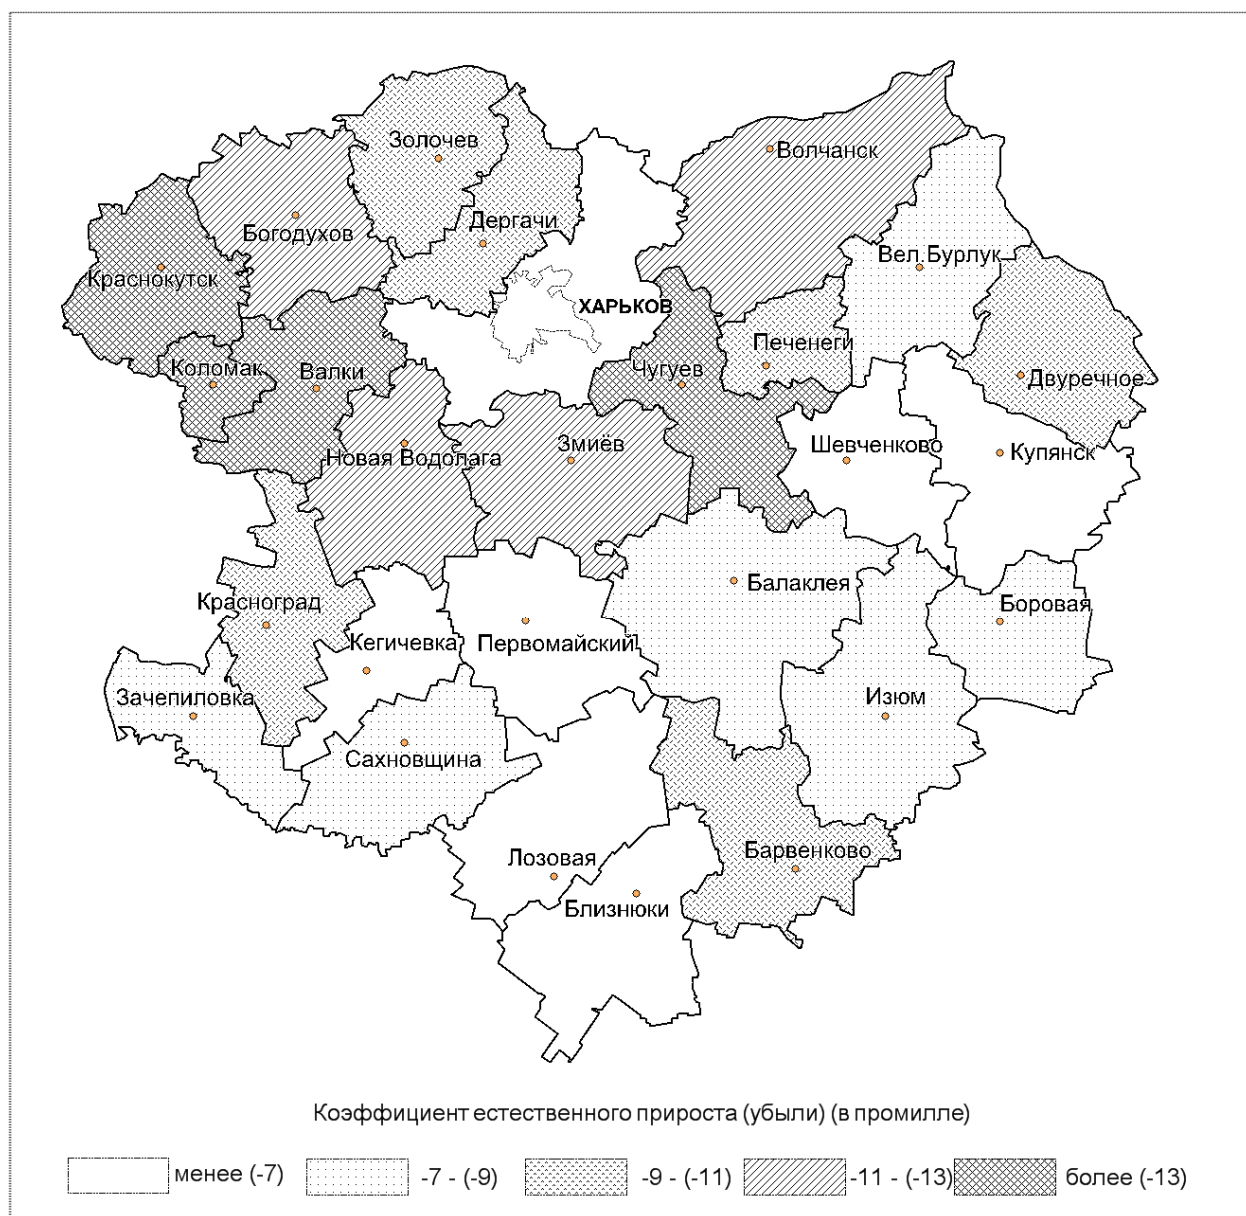 Золочев
Волчанск
Дергачи
Богодухов
Вел.Бурлук
Краснокутск
ХАРЬКОВ
Печенеги
Коломак
Валки
Чугуев
Двуречное
Змиёв
Шевченково
Купянск
Новая Водолага
Балаклея
Красноград
Боровая
Кегичевка
Первомайский
Зачепиловка
Изюм
Сахновщина
Барвенково
Лозовая
Близнюки
Коэффициент естественного прироста (убыли) (в промилле)
менее (-7) -7 - (-9) -9 - (-11) -11 - (-13) более (-13)